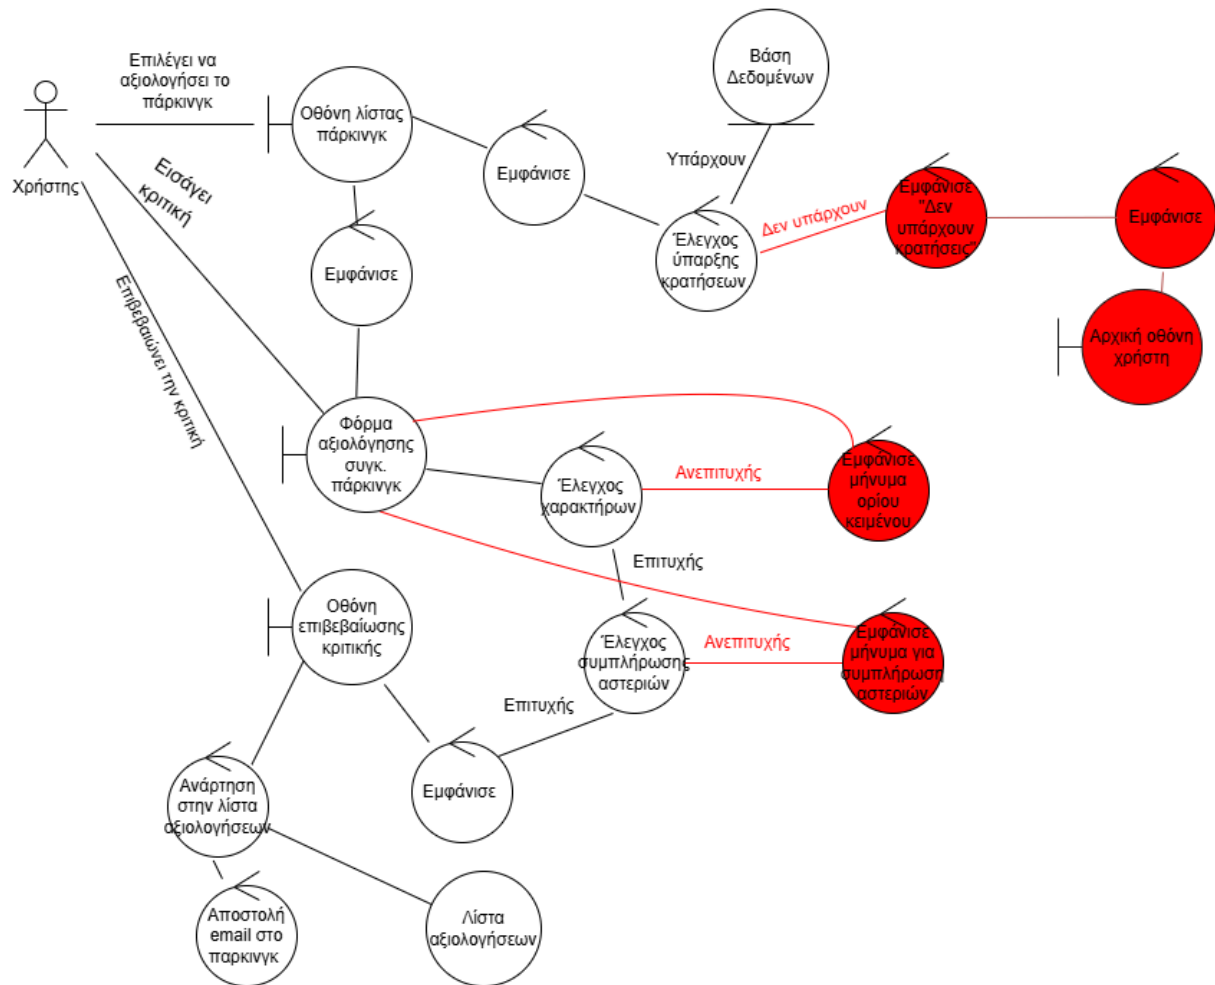 Επιλέγει να
αξιολογήσει το
πάρκινγκ
Χρήστης
Οθόνη λίστας
πάρκινγκ
Εμφάνισε
Βάση
Δεδομένων
Υπάρχουν
Έλεγχος
ύπαρξης
κρατήσεων
Δεν υπάρχουν
Εμφάνισε
"Δεν
υπάρχουν
κρατήσεις"
Εμφάνισε
Αρχική οθόνη
χρήστη
Εισάγει
κριτική
Εμφάνισε
Επιβεβαιώνει την κριτική
Φόρμα
αξιολόγησης
συγκ.
πάρκινγκ
Έλεγχος
χαρακτήρων
Ανεπιτυχής
Εμφάνισε
μήνυμα
ορίου
κειμένου
Επιτυχής
Οθόνη
επιβεβαίωσης
κριτικής
Έλεγχος
συμπλήρωσης
αστεριών
Ανεπιτυχής
Εμφάνισε
μήνυμα για
συμπλήρωση
αστεριών
Επιτυχής
Εμφάνισε
Ανάρτηση
στην λίστα
αξιολογήσεων
Αποστολή
email στο
παρκινγκ
Λίστα
αξιολογήσεων